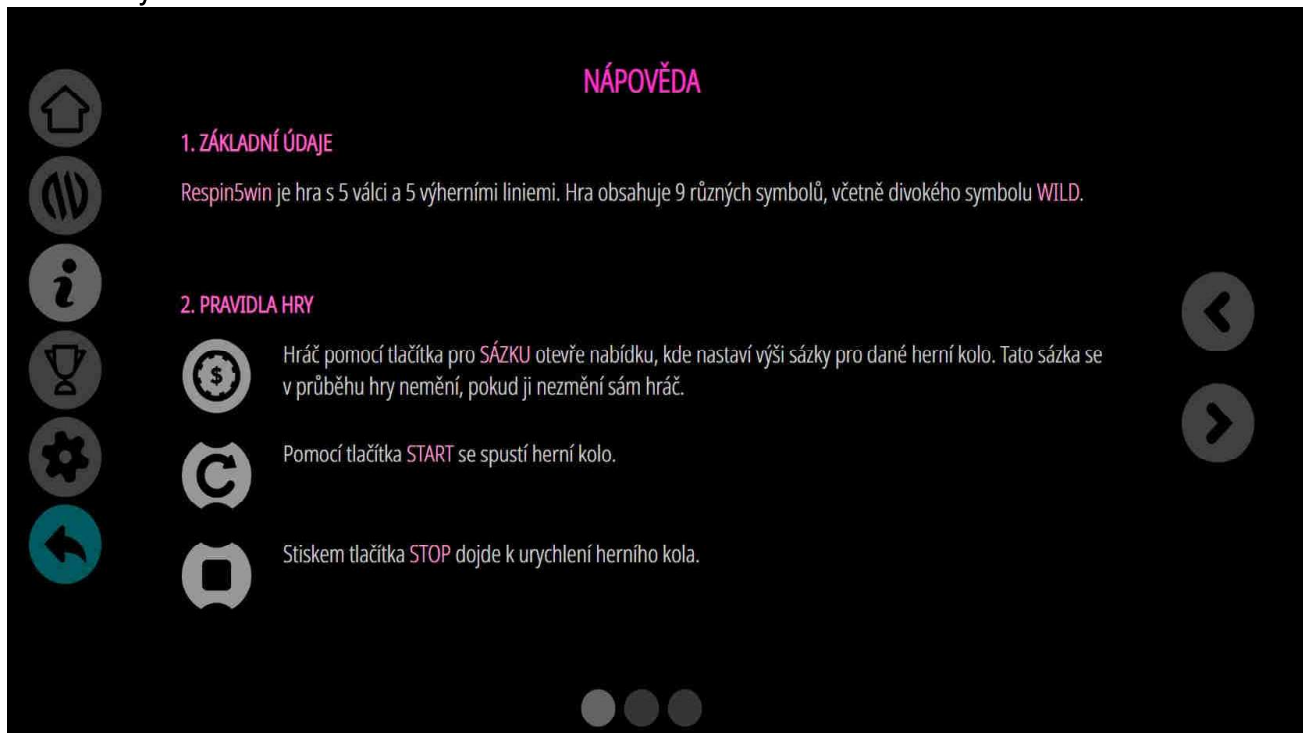 NÁPOVĚDA
1. ZÁKLADNÍ ÚDAJE
Respin5win je hra s 5 válci a 5 výherními liniemi. Hra obsahuje 9 různých symbolů, včetně divokého symbolu WILD.
2. PRAVIDLA HRY
Hráč pomocí tlačítka pro SÁZKU otevře nabídku, kde nastaví výši sázky pro dané herní kolo. Tato sázka se
v průběhu hry nemění, pokud ji nezmění sám hráč.
Pomocí tlačítka START se spustí herní kolo.
Stiskem tlačítka STOP dojde k urychlení herního kola.